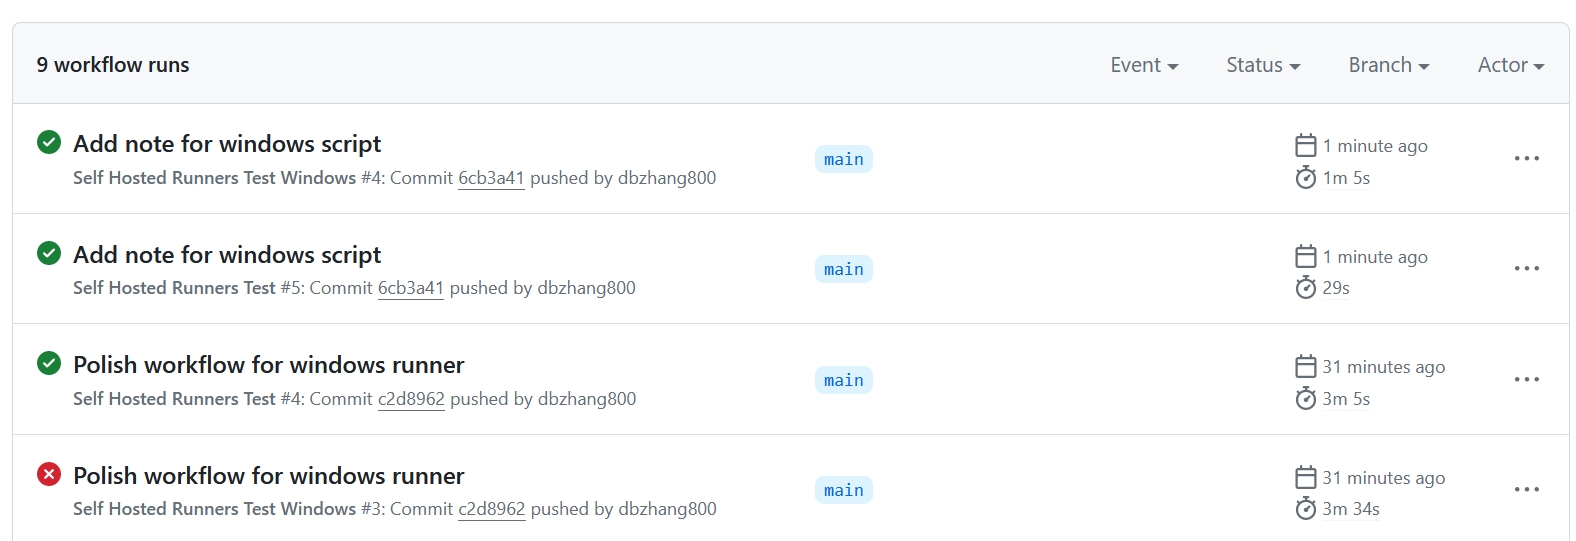 9 workflow runs
Event Status Branch Actor
Add note for windows script
Self Hosted Runners Test Windows #4: Commit 6cb3a41 pushed by dbzhang800
main
1 minute ago
1m 5s
Add note for windows script
Self Hosted Runners Test #5: Commit 6cb3a41 pushed by dbzhang800
main
1 minute ago
29s
Polish workflow for windows runner
Self Hosted Runners Test #4: Commit c2d8962 pushed by dbzhang800
main
31 minutes ago
3m 5s
Polish workflow for windows runner
Self Hosted Runners Test Windows #3: Commit c2d8962 pushed by dbzhang800
main
31 minutes ago
3m 34s